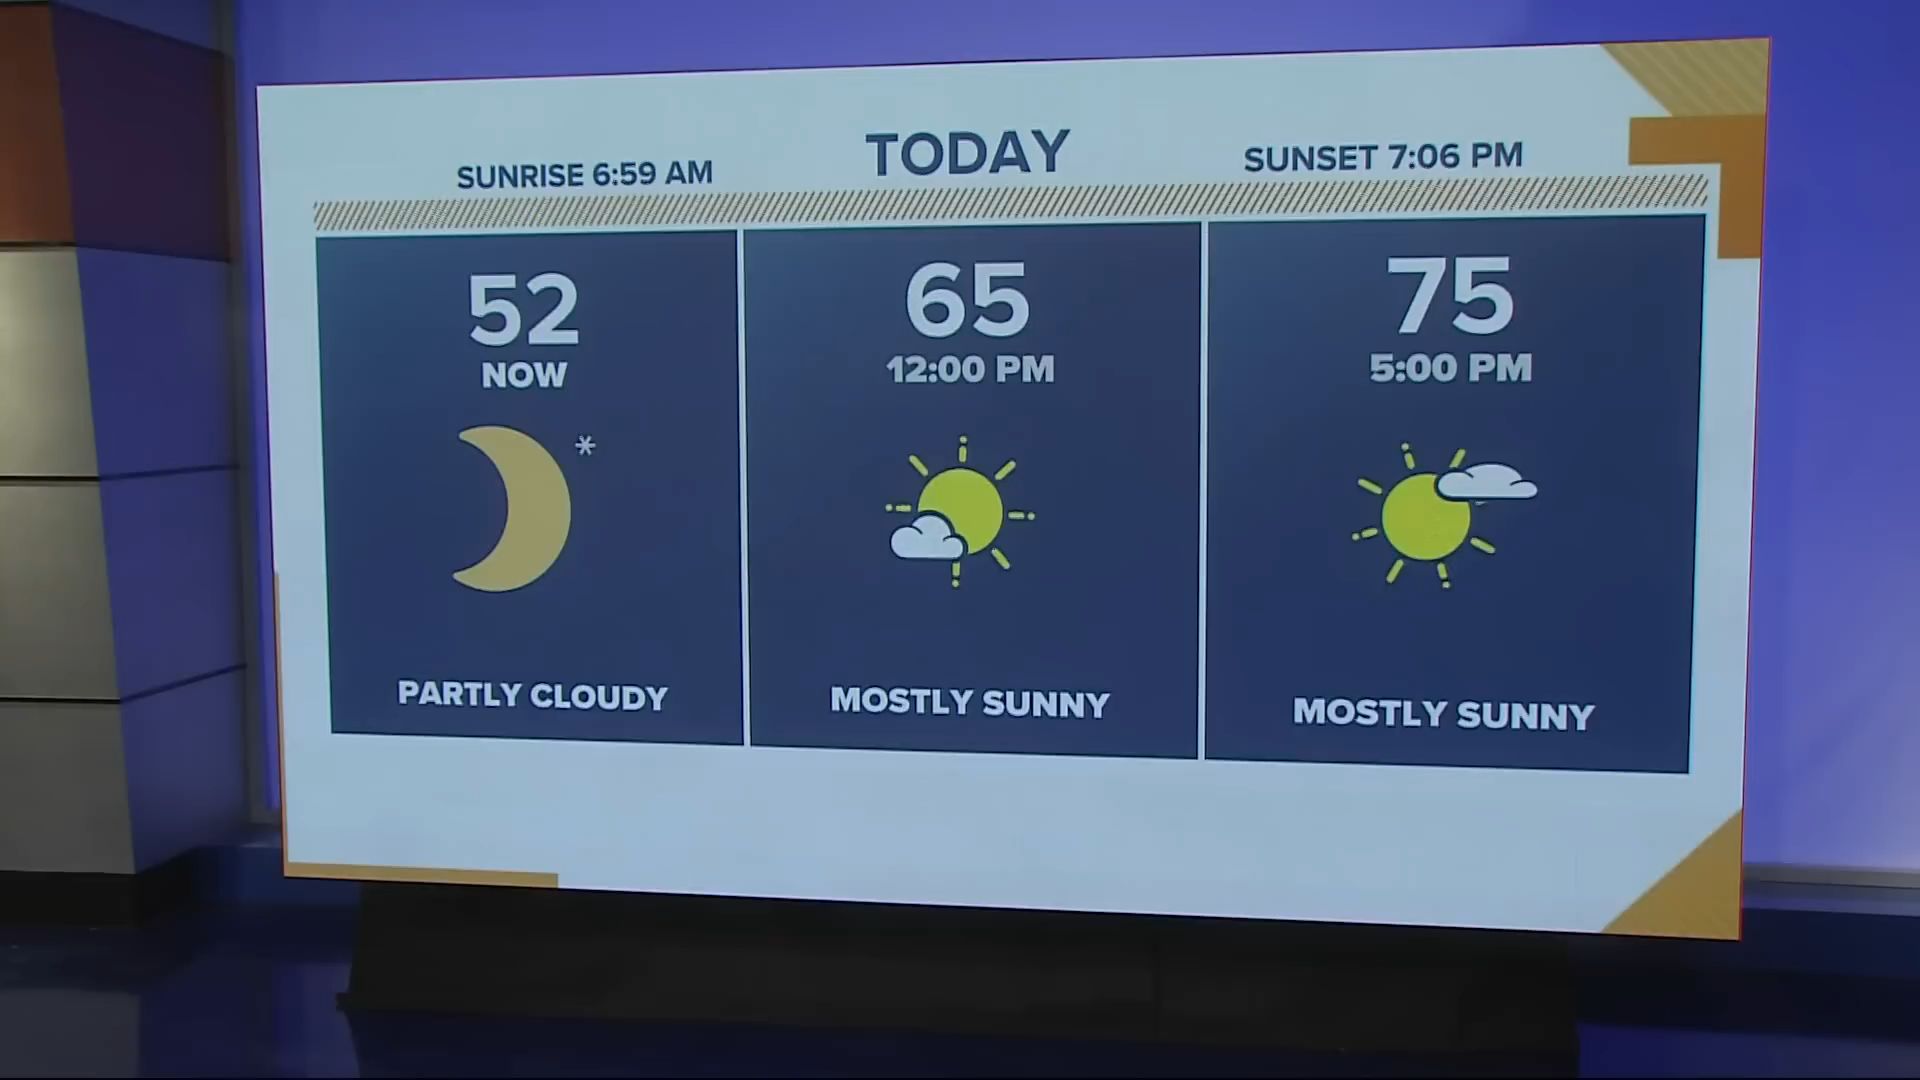 TODAY
SUNRISE 6:59 AM
SUNSET 7:06 PM
52
NOW
PARTLY CLOUDY
65
12:00 PM
MOSTLY SUNNY
75
5:00 PM
MOSTLY SUNNY